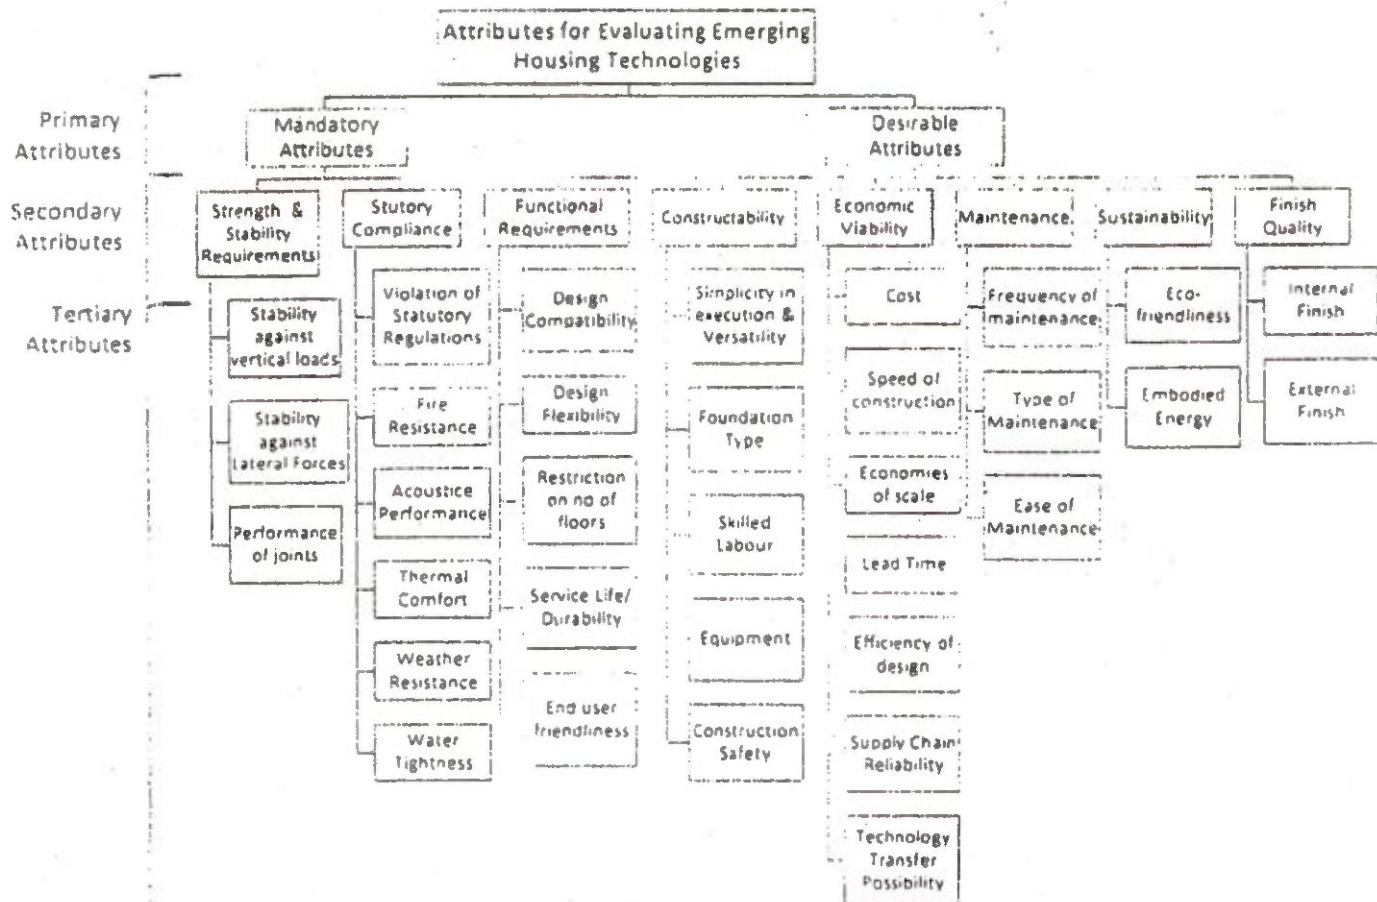 Attributes for Evaluating Emerging
Housing Technologies
Primary
Attributes
Mandatory
Attributes
Desirable
Attributes
Secondary
Attributes
Strength &
Stability
Requirements
Stutory
Compliance
Functional
Requirements
Constructability
Economic
Viability
Maintenance
Sustainability
Finish
Quality
Tertiary
Attributes
Stability
against
vertical loads
Stability
against
Lateral Forces
Performance
of joints
Violation of
Statutory
Regulations
Fire
Resistance
Acoustice
Performance
Thermal
Comfort
Weather
Resistance
Water
Tightness
Design
Compatibility
Design
Flexibility
Restriction
on no of
floors
Service Life/
Durability
End user
friendliness
Simplicity in
execution &
Versatility
Foundation
Type
Skilled
Labour
Equipment
Construction
Safety
Cost
Speed of
construction
Economies
of scale
Lead Time
Efficiency of
design
Supply Chain
Reliability
Technology
Transfer
Possibility
Frequency of
maintenance
Type of
Maintenance
Ease of
Maintenance
Eco-
friendliness
Embodied
Energy
Internal
Finish
External
Finish